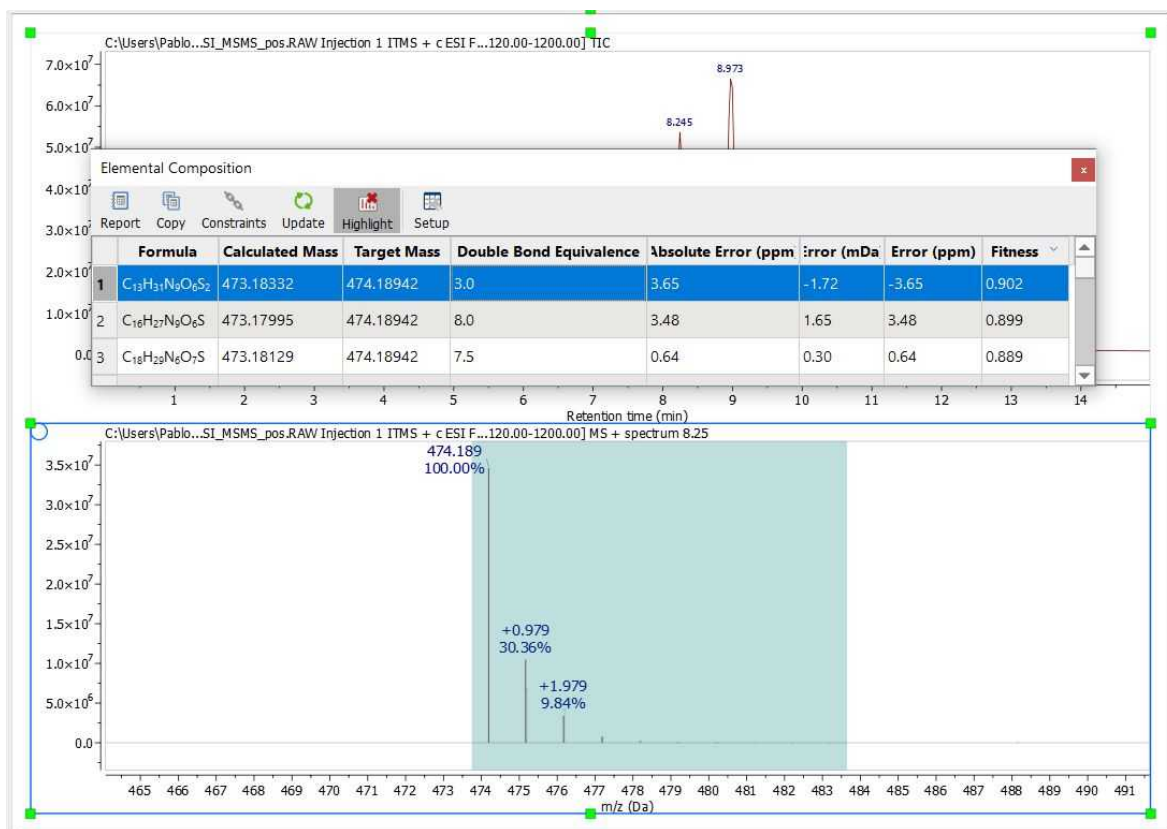 C:\Users\Pablo...SI_MSMS_pos.RAW Injection 1 ITMS + c ESI F...120.00-1200.00] TIC
7.0×10⁷
8.973
6.0×10⁷
8.245
5.0×10⁷
Elemental Composition
x
4.0×10
Report Copy Constraints Update Highlight Setup
3.0×10⁷
Formula Calculated Mass Target Mass Double Bond Equivalence Absolute Error (ppm Error (mDa Error (ppm) Fitness
2.0×10
1 C₁₃H₃₁N₉O₆S₂ 473.18332 474.18942 3.0 3.65 -1.72 -3.65 0.902
1.0×10
2 C₁₆H₂₇N₉O₆S 473.17995 474.18942 8.0 3.48 1.65 3.48 0.899
0.0
3 C₁₈H₂₉N₆O₇S 473.18129 474.18942 7.5 0.64 0.30 0.64 0.889
1 2 3 4 5 6 7 8 9 10 11 12 13 14
Retention time (min)
C:\Users\Pablo...SI_MSMS_pos.RAW Injection 1 ITMS + c ESI F...120.00-1200.00] MS + spectrum 8.25
474.189
100.00%
3.5×10⁷
3.0×10⁷
2.5×10⁷
2.0×10⁷
1.5×10⁷
+0.979
30.36%
1.0×10⁷
+1.979
9.84%
5.0×10⁶
0.0
465 466 467 468 469 470 471 472 473 474 475 476 477 478 479 480 481 482 483 484 485 486 487 488 489 490 491
m/z (Da)